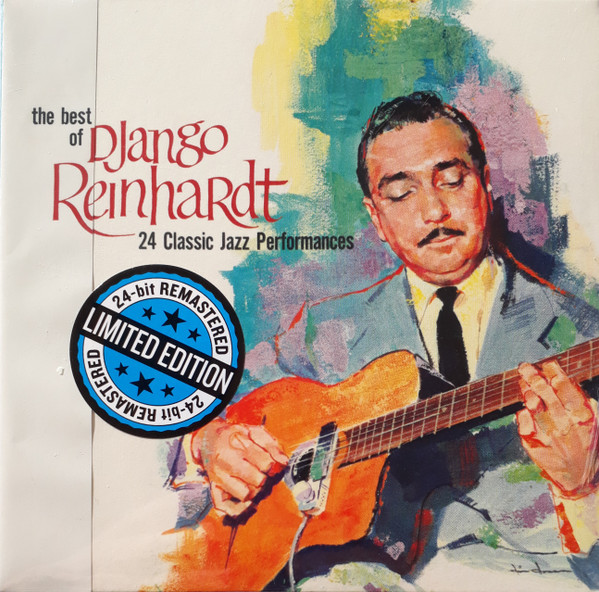 the best
of Django
Reinhardt
24 Classic Jazz Performances
24-bit REMASTERED
LIMITED EDITION
24-bit REMASTERED